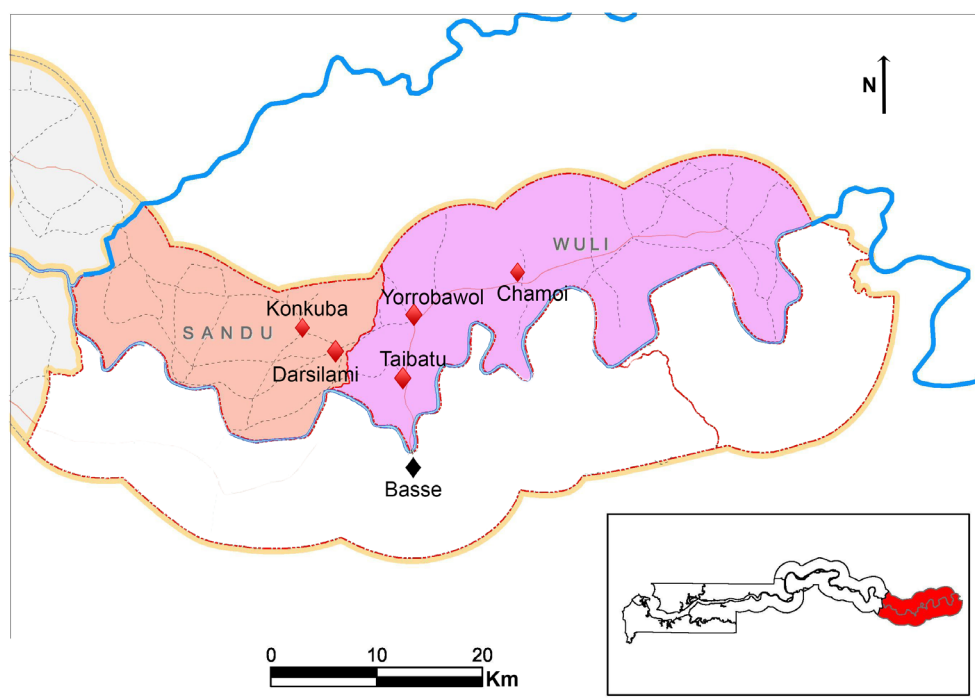 N
WULI
Chamoi
Yorrobawol
Konkuba
SANDU
Darsilami
Taibatu
Basse
0 10 20
Km